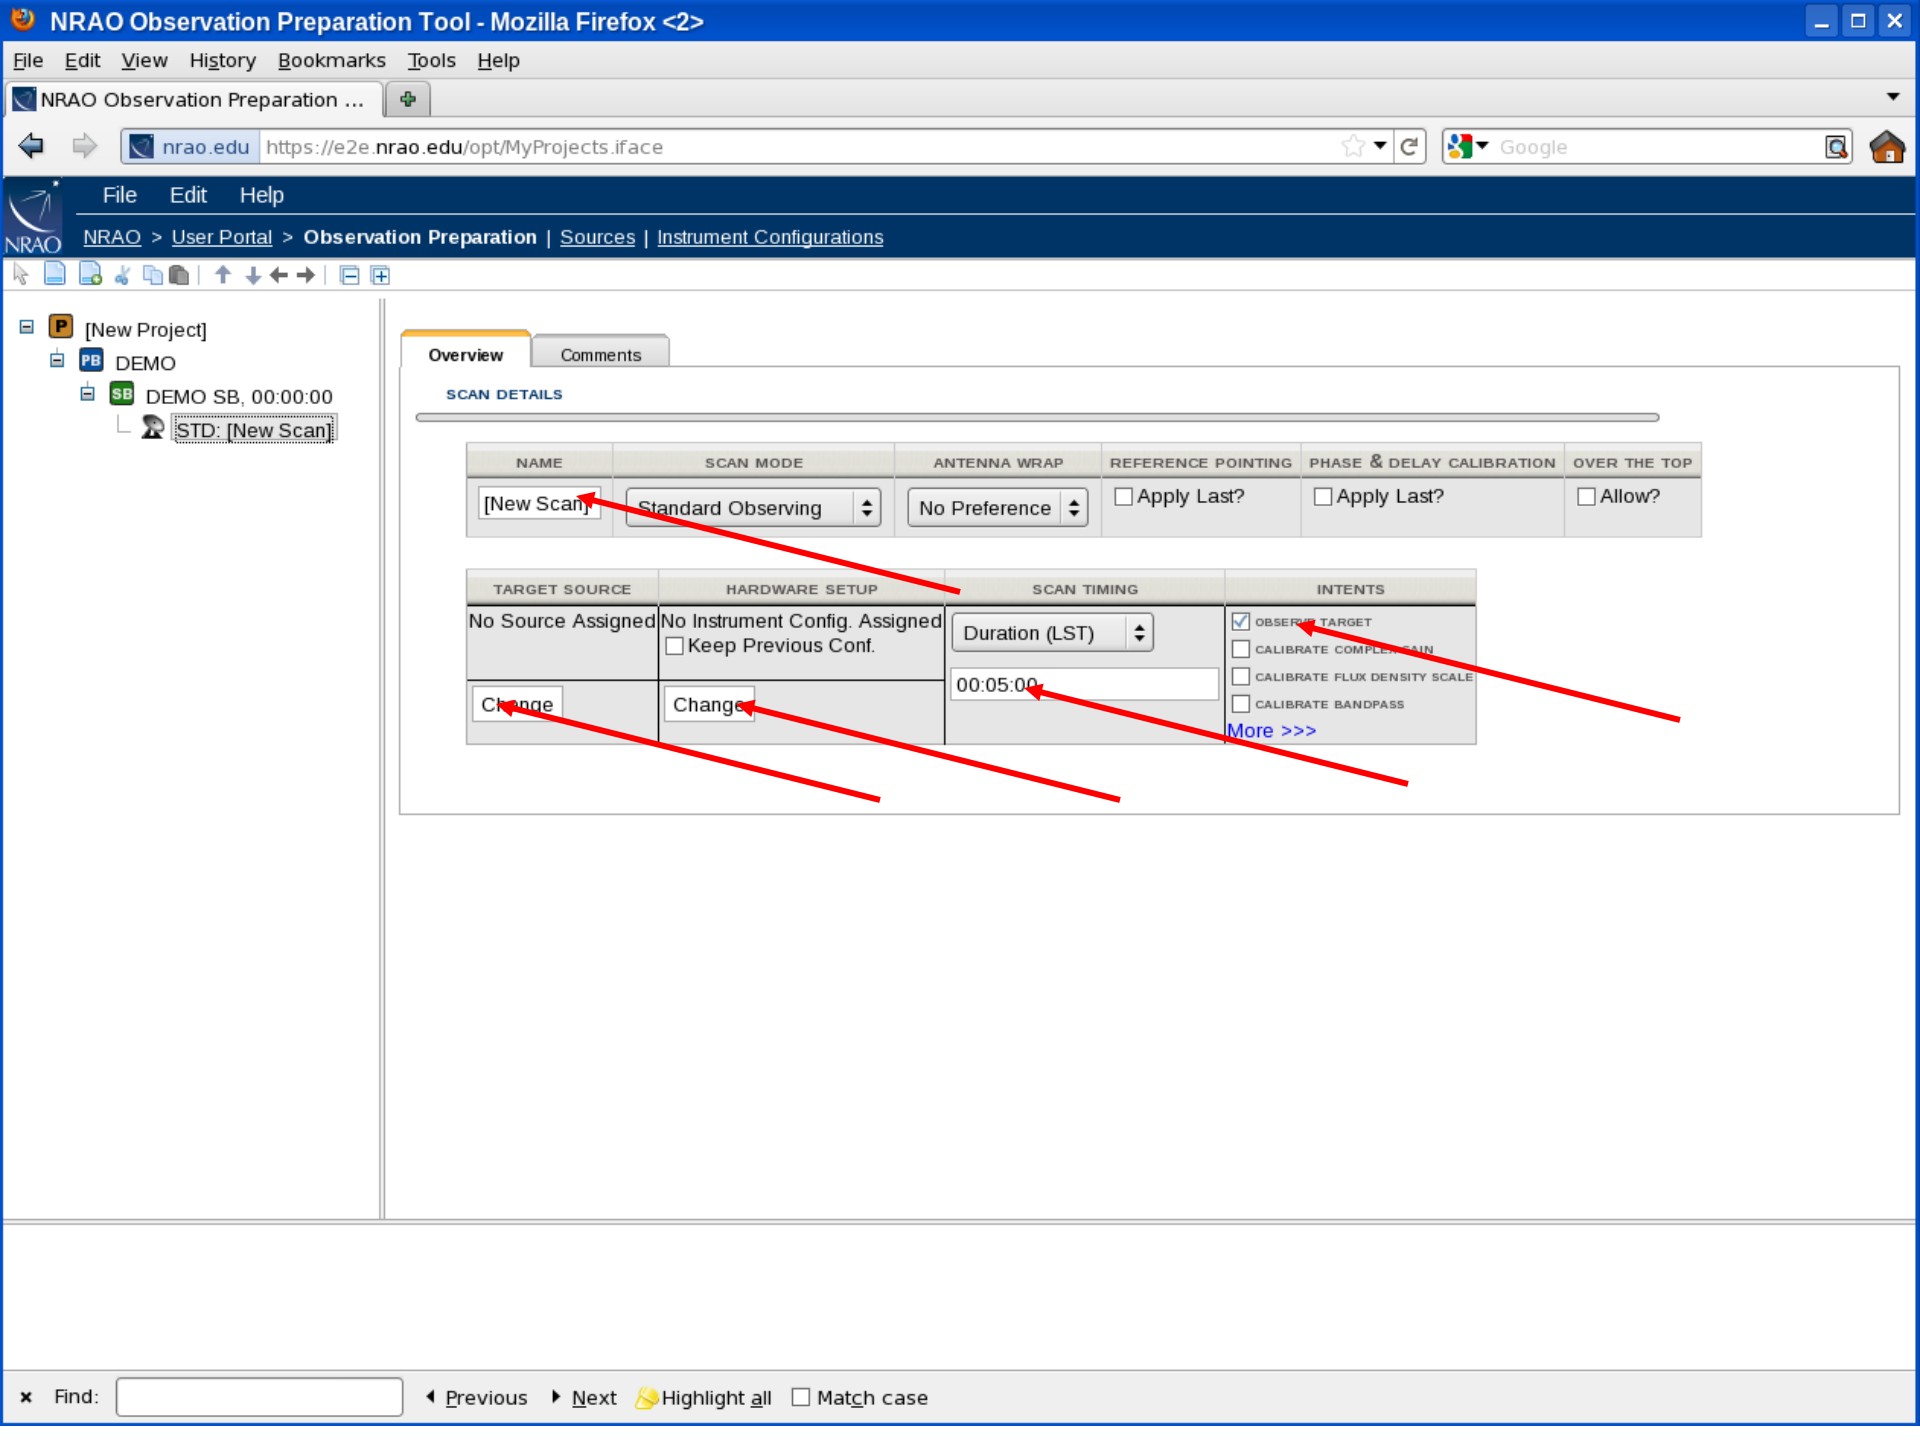 NRAO Observation Preparation Tool - Mozilla Firefox <2>
File Edit View History Bookmarks Tools Help
NRAO Observation Preparation ...
nrao.edu https://e2e.nrao.edu/opt/MyProjects.iface Google
File Edit Help
NRAO NRAO > User Portal > Observation Preparation | Sources | Instrument Configurations
P [New Project]
PB DEMO
SB DEMO SB, 00:00:00
STD: [New Scan]
Overview Comments
SCAN DETAILS
NAME SCAN MODE ANTENNA WRAP REFERENCE POINTING PHASE & DELAY CALIBRATION OVER THE TOP
[New Scan] Standard Observing No Preference Apply Last? Apply Last? Allow?
TARGET SOURCE HARDWARE SETUP SCAN TIMING INTENTS
No Source Assigned No Instrument Config. Assigned Duration (LST) OBSERVE TARGET
Keep Previous Conf. CALIBRATE COMPLEX GAIN
00:05:00 CALIBRATE FLUX DENSITY SCALE
Change Change CALIBRATE BANDPASS
More >>>
Find: Previous Next Highlight all Match case